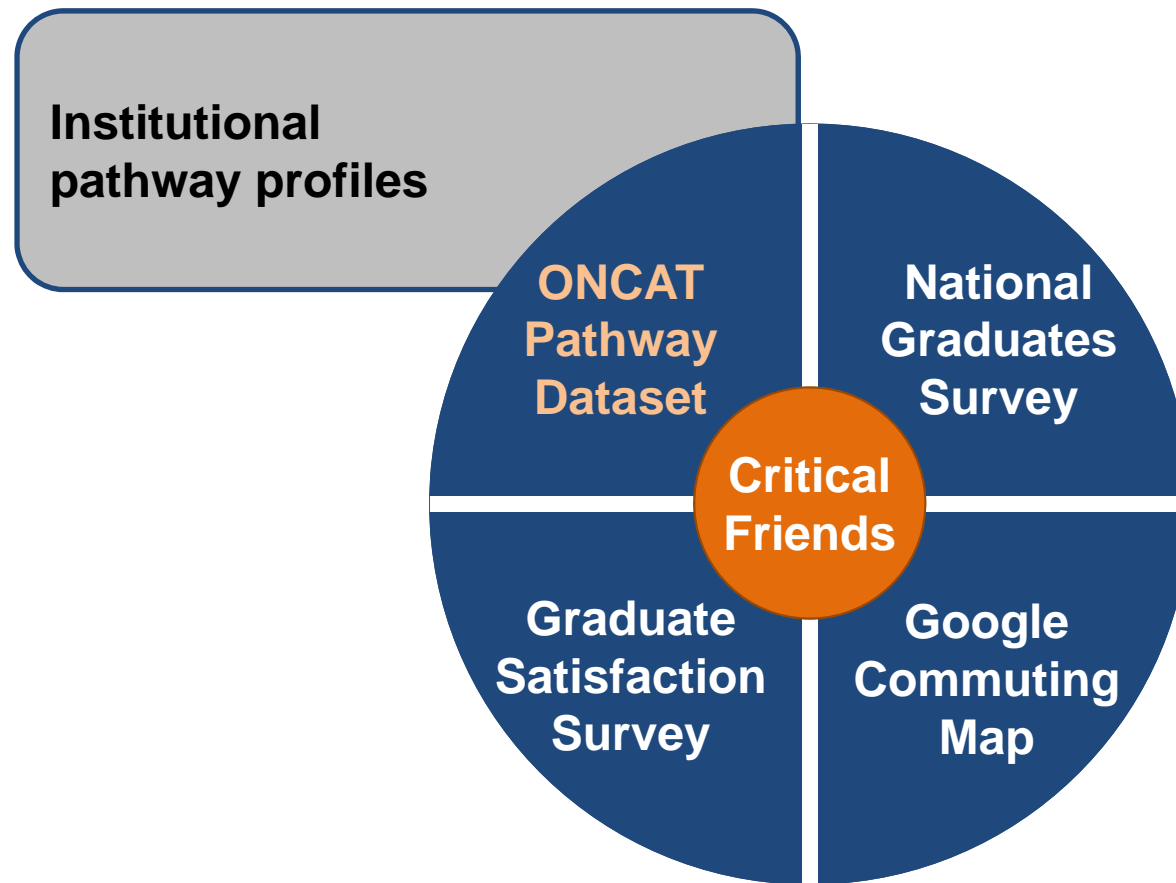 Institutional
pathway profiles
ONCAT
Pathway
Dataset
National
Graduates
Survey
Critical
Friends
Graduate
Satisfaction
Survey
Google
Commuting
Map